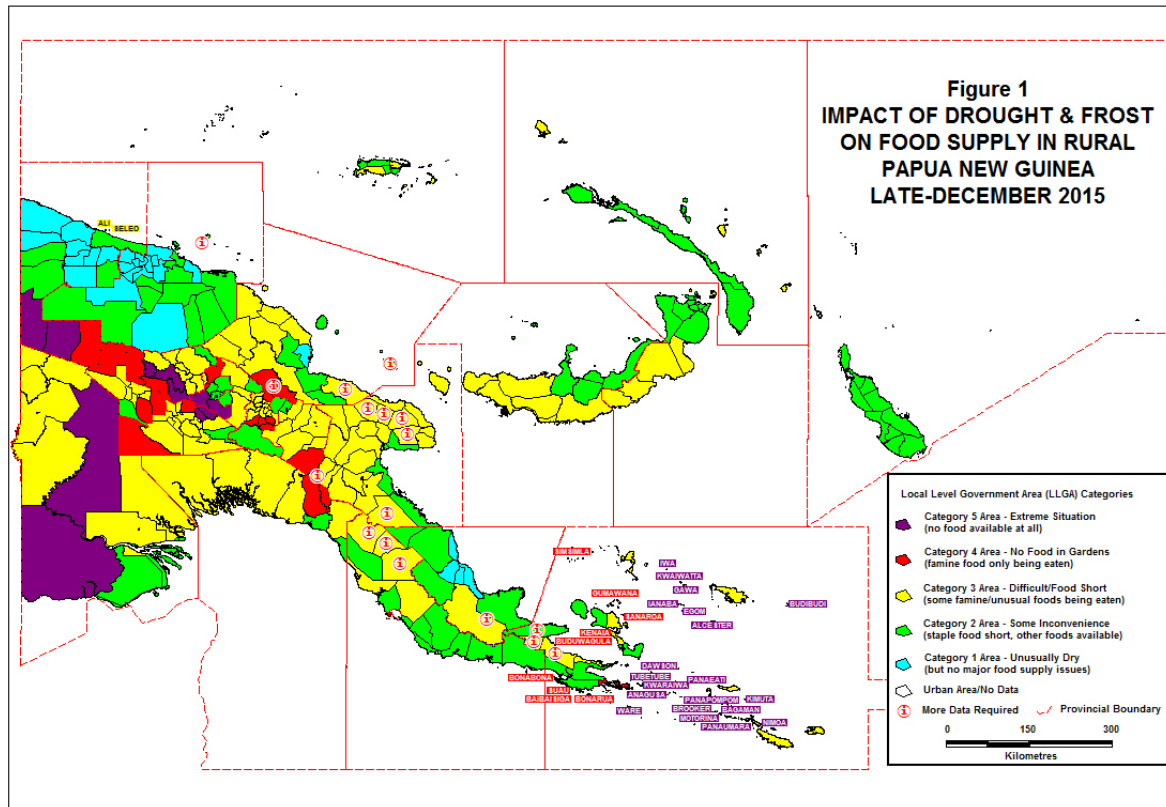 Figure 1
IMPACT OF DROUGHT & FROST
ON FOOD SUPPLY IN RURAL
PAPUA NEW GUINEA
LATE-DECEMBER 2015
ALI
SELEO
SIMSIMLA
IWA
KWAIWATTA
GAWA
GUMAWANA
IANABA
EGOM
BUDIBUDI
SANAROA
ALCESTER
KENAIA
BUDUWAGULA
DAWSON
TUBETUBE
PANAEATI
BONABONA
KWARAIWA
SUAU
ANAGUSA
BAIBAISIGA
BONARUA
PANAPOMPOM
KIMUTA
WARE
BROOKER
BAGAMAN
MOTORINA
NIMOA
PANAUMARA
Local Level Government Area (LLGA) Categories
Category 5 Area - Extreme Situation
(no food available at all)
Category 4 Area - No Food in Gardens
(famine food only being eaten)
Category 3 Area - Difficult/Food Short
(some famine/unusual foods being eaten)
Category 2 Area - Some Inconvenience
(staple food short, other foods available)
Category 1 Area - Unusually Dry
(but no major food supply issues)
Urban Area/No Data
More Data Required
Provincial Boundary
0 150 300
Kilometres